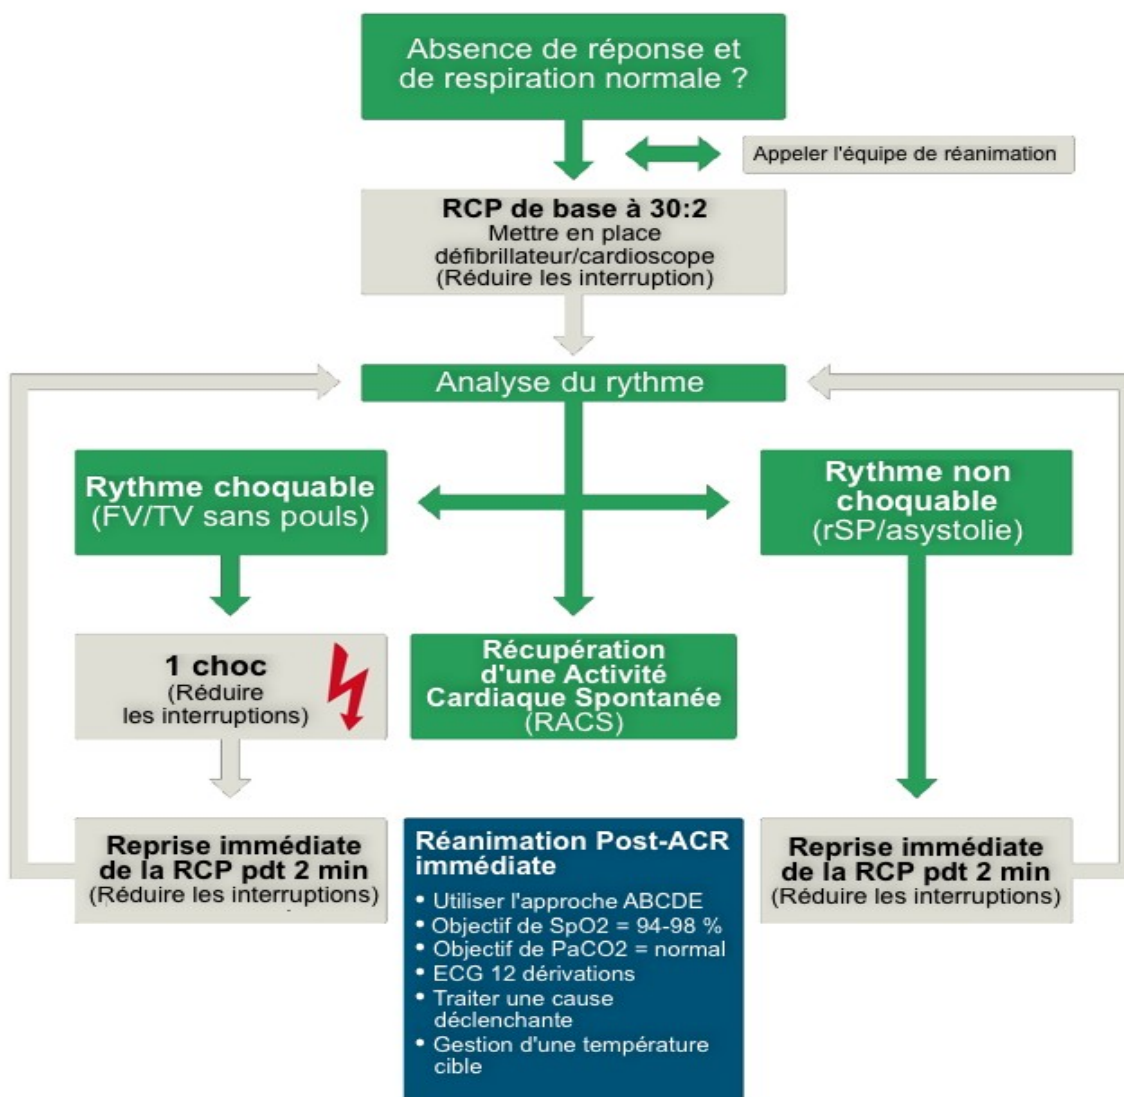 Absence de réponse et
de respiration normale ?
Appeler l'équipe de réanimation
RCP de base à 30:2
Mettre en place
défibrillateur/cardioscope
(Réduire les interruption)
Analyse du rythme
Rythme choquable
(FV/TV sans pouls)
Rythme non
choquable
(rSP/asystolie)
1 choc
(Réduire
les interruptions)
Récupération
d'une Activité
Cardiaque Spontanée
(RACS)
Reprise immédiate
de la RCP pdt 2 min
(Réduire les interruptions)
Réanimation Post-ACR
immédiate
• Utiliser l'approche ABCDE
• Objectif de SpO2 = 94-98 %
• Objectif de PaCO2 = normal
• ECG 12 dérivations
• Traiter une cause
déclenchante
• Gestion d'une température
cible
Reprise immédiate
de la RCP pdt 2 min
(Réduire les interruptions)